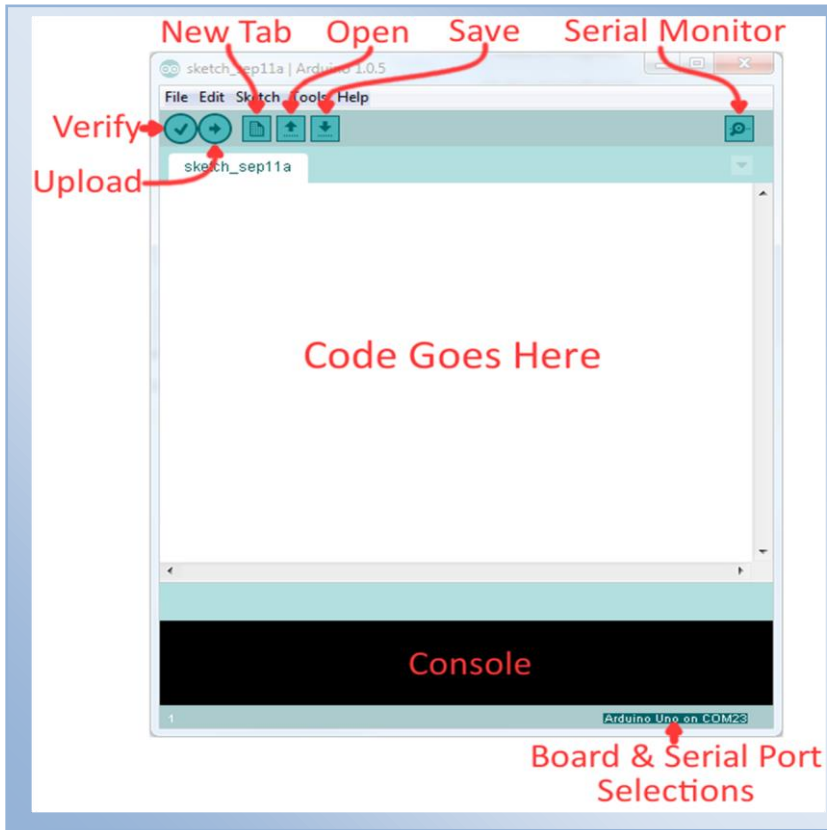 New Tab Open Save Serial Monitor
sketch_sep11a | Arduino 1.0.5
File Edit Sketch Tools Help
Verify
Upload
sketch_sep11a
Code Goes Here
Console
1
Arduino Uno on COM23
Board & Serial Port
Selections